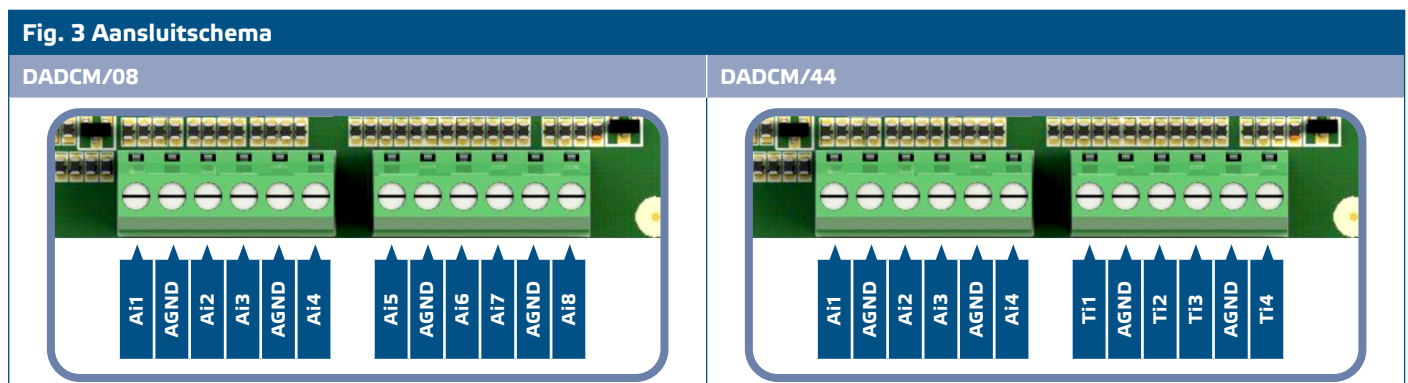 Fig. 3 Aansluitschema
DADCM/08
DADCM/44
Ai1 AGND Ai2 Ai3 AGND Ai4 Ai5 AGND Ai6 Ai7 AGND Ai8
Ai1 AGND Ai2 Ai3 AGND Ai4 Ti1 AGND Ti2 Ti3 AGND Ti4